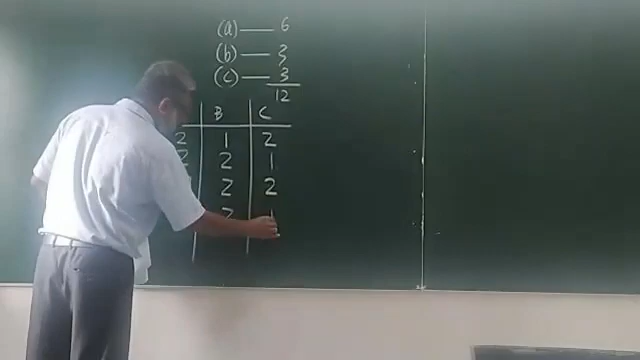 (a) — 6
(b) — 3
(c) — 3
12
B C
2 1 2
2 2 1
2 2
2 1